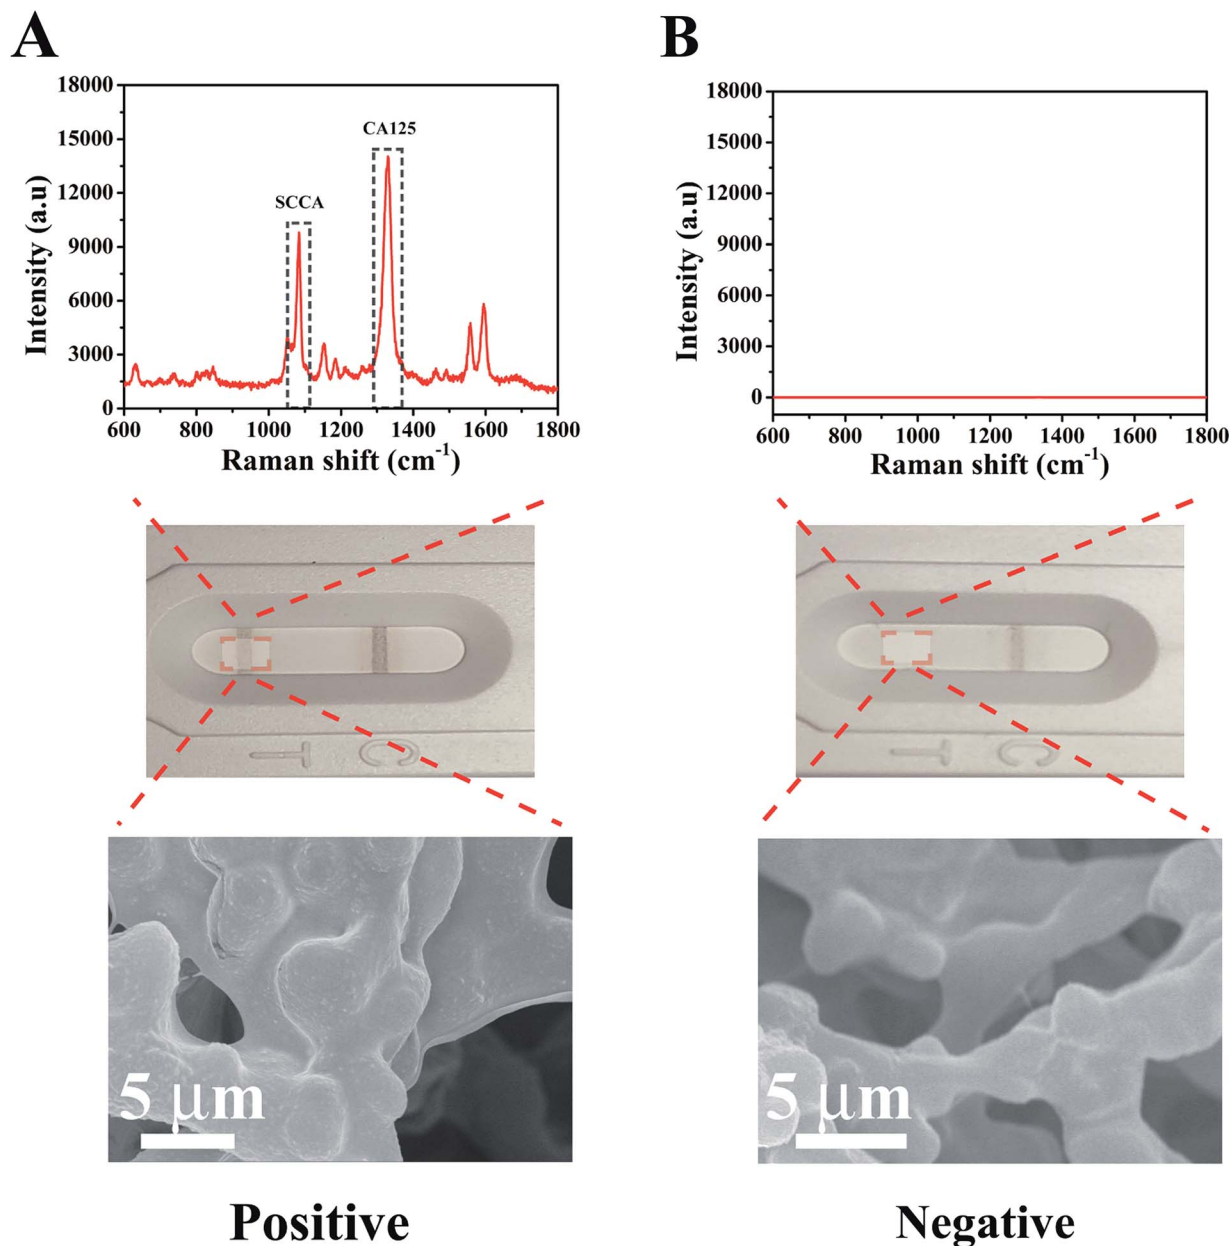 A
B
18000
15000
12000
9000
6000
3000
0
Intensity (a.u)
SCCA
CA125
600 800 1000 1200 1400 1600 1800
Raman shift (cm-1)
18000
15000
12000
9000
6000
3000
0
Intensity (a.u)
600 800 1000 1200 1400 1600 1800
Raman shift (cm-1)
T C
T C
5 μm
5 μm
Positive
Negative